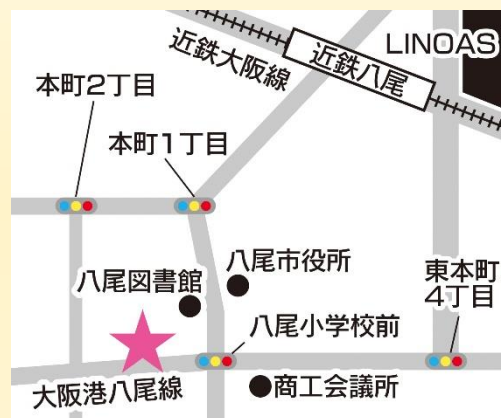 LINOAS
近鉄八尾
近鉄大阪線
本町2丁目
本町1丁目
八尾図書館
八尾市役所
東本町
4丁目
八尾小学校前
大阪港八尾線
商工会議所